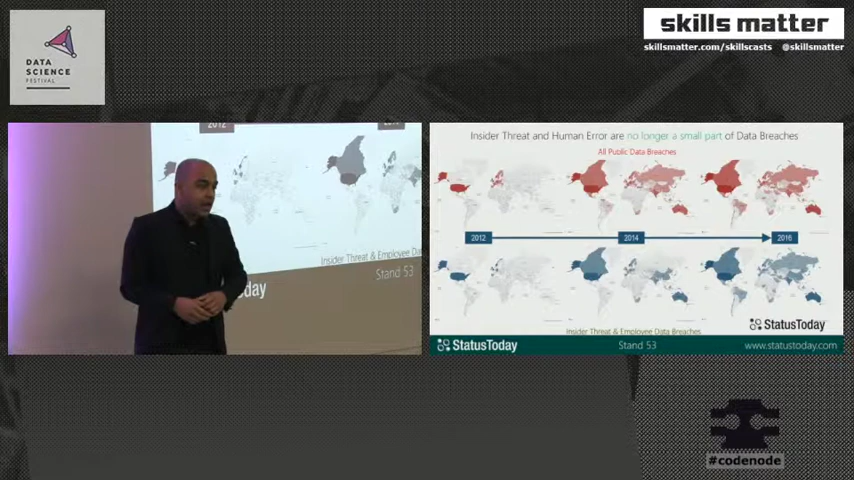 skills matter
skillsmatter.com/skillscasts @skillsmatter
DATA
SCIENCE
FESTIVAL
2012
Insider Threat & Employee Da
Stand 53
day
Insider Threat and Human Error are no longer a small part of Data Breaches
All Public Data Breaches
2012
2014
2016
StatusToday
Insider Threat & Employee Data Breaches
StatusToday
Stand 53
www.statustoday.com
#codenode